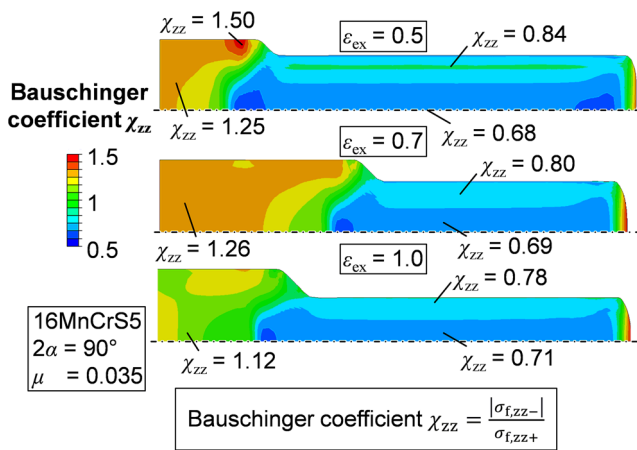 χzz = 1.50
εex = 0.5
χzz = 0.84
Bauschinger
coefficient χzz
χzz = 1.25
χzz = 0.68
1.5
0.5
εex = 0.7
χzz = 0.80
χzz = 1.26
χzz = 0.69
εex = 1.0
χzz = 0.78
16MnCrS5
2α = 90°
μ = 0.035
χzz = 1.12
χzz = 0.71
Bauschinger coefficient χzz = |σf,zz−| / σf,zz+